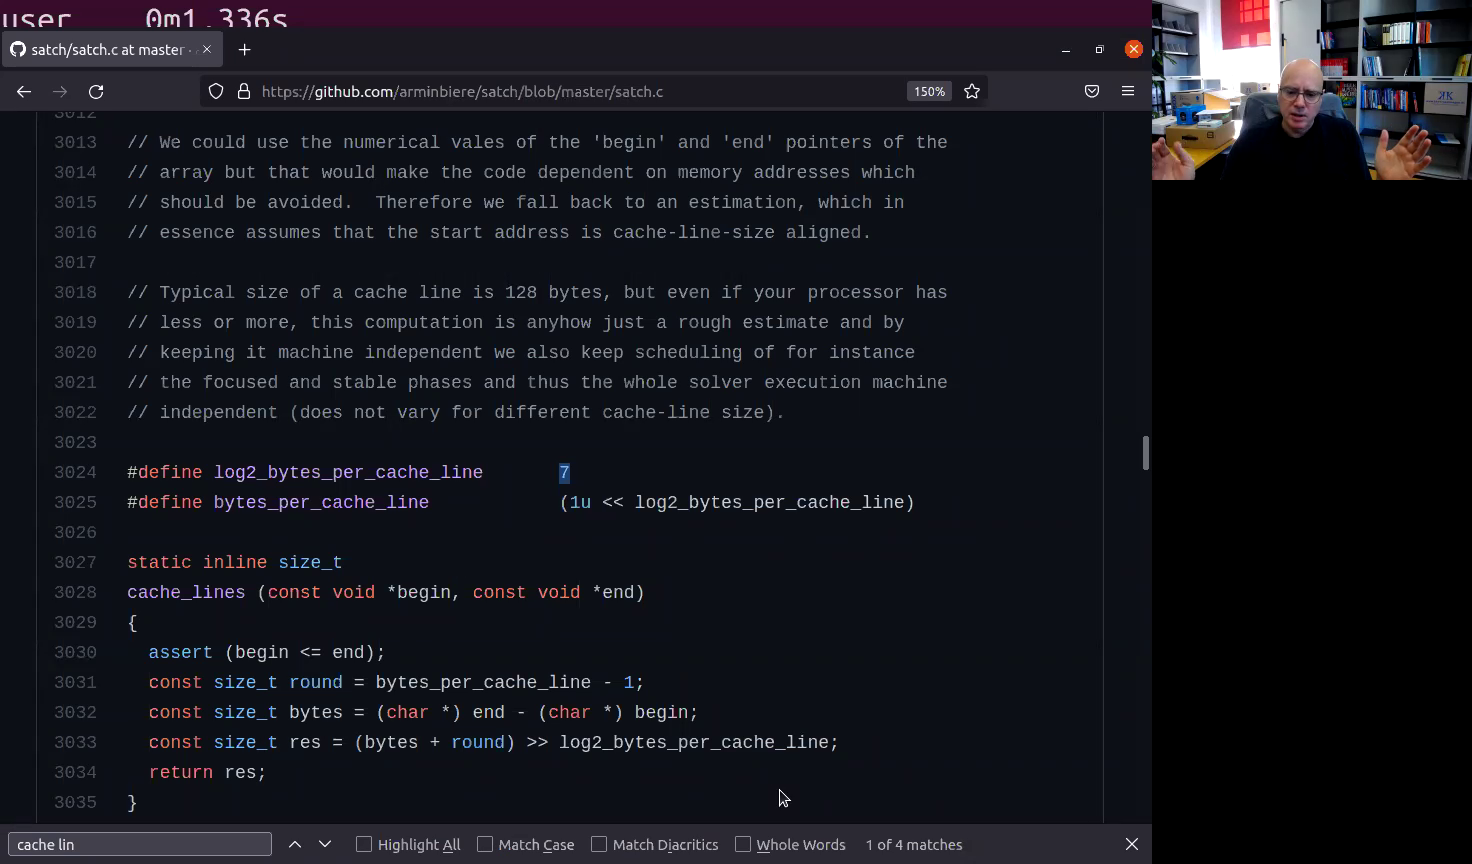 user 0m1.336s
satch/satch.c at master ·
https://github.com/arminbiere/satch/blob/master/satch.c 150%
3012
3013 // We could use the numerical vales of the 'begin' and 'end' pointers of the
3014 // array but that would make the code dependent on memory addresses which
3015 // should be avoided.  Therefore we fall back to an estimation, which in
3016 // essence assumes that the start address is cache-line-size aligned.
3017
3018 // Typical size of a cache line is 128 bytes, but even if your processor has
3019 // less or more, this computation is anyhow just a rough estimate and by
3020 // keeping it machine independent we also keep scheduling of for instance
3021 // the focused and stable phases and thus the whole solver execution machine
3022 // independent (does not vary for different cache-line size).
3023
3024 #define log2_bytes_per_cache_line 7
3025 #define bytes_per_cache_line (1u << log2_bytes_per_cache_line)
3026
3027 static inline size_t
3028 cache_lines (const void *begin, const void *end)
3029 {
3030 assert (begin <= end);
3031 const size_t round = bytes_per_cache_line - 1;
3032 const size_t bytes = (char *) end - (char *) begin;
3033 const size_t res = (bytes + round) >> log2_bytes_per_cache_line;
3034 return res;
3035 }
cache lin Highlight All Match Case Match Diacritics Whole Words 1 of 4 matches